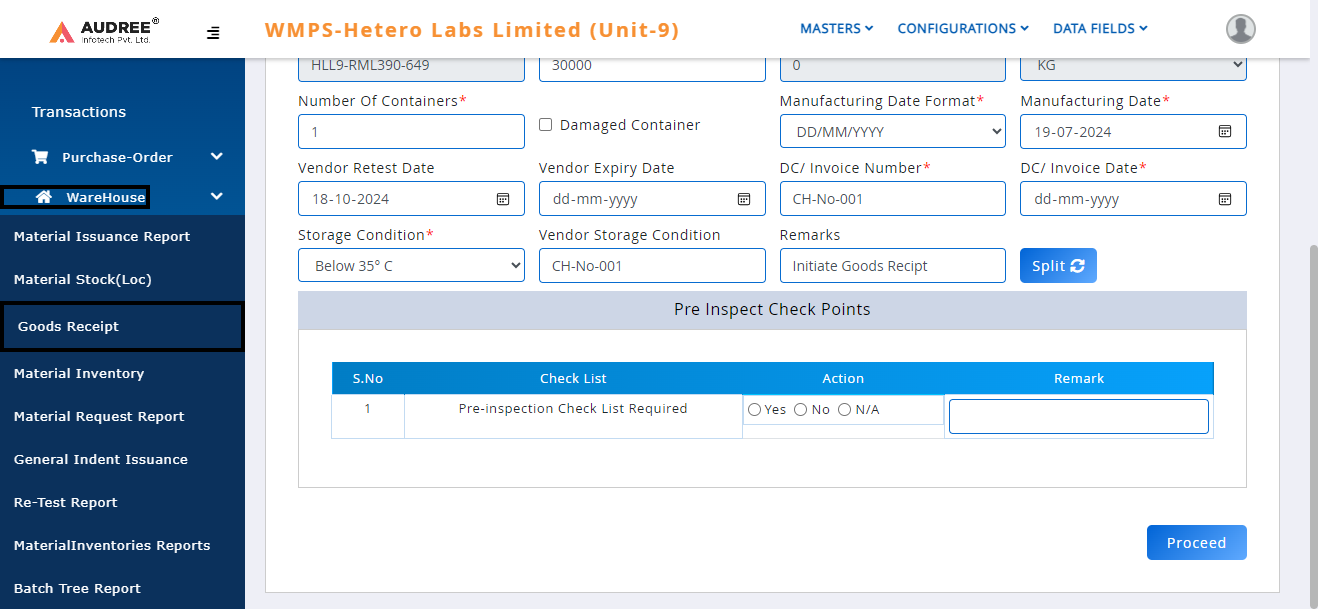 AUDREE®
Infotech Pvt. Ltd.
WMPS-Hetero Labs Limited (Unit-9)
MASTERS CONFIGURATIONS DATA FIELDS
Transactions
Purchase-Order
WareHouse
Material Issuance Report
Material Stock(Loc)
Goods Receipt
Material Inventory
Material Request Report
General Indent Issuance
Re-Test Report
MaterialInventories Reports
Batch Tree Report
HLL9-RML390-649 30000 0 KG
Number Of Containers* Manufacturing Date Format* Manufacturing Date*
1 Damaged Container DD/MM/YYYY 19-07-2024
Vendor Retest Date Vendor Expiry Date DC/ Invoice Number* DC/ Invoice Date*
18-10-2024 dd-mm-yyyy CH-No-001 dd-mm-yyyy
Storage Condition* Vendor Storage Condition Remarks
Below 35° C CH-No-001 Initiate Goods Recipt Split
Pre Inspect Check Points
S.No Check List Action Remark
1 Pre-inspection Check List Required Yes No N/A
Proceed